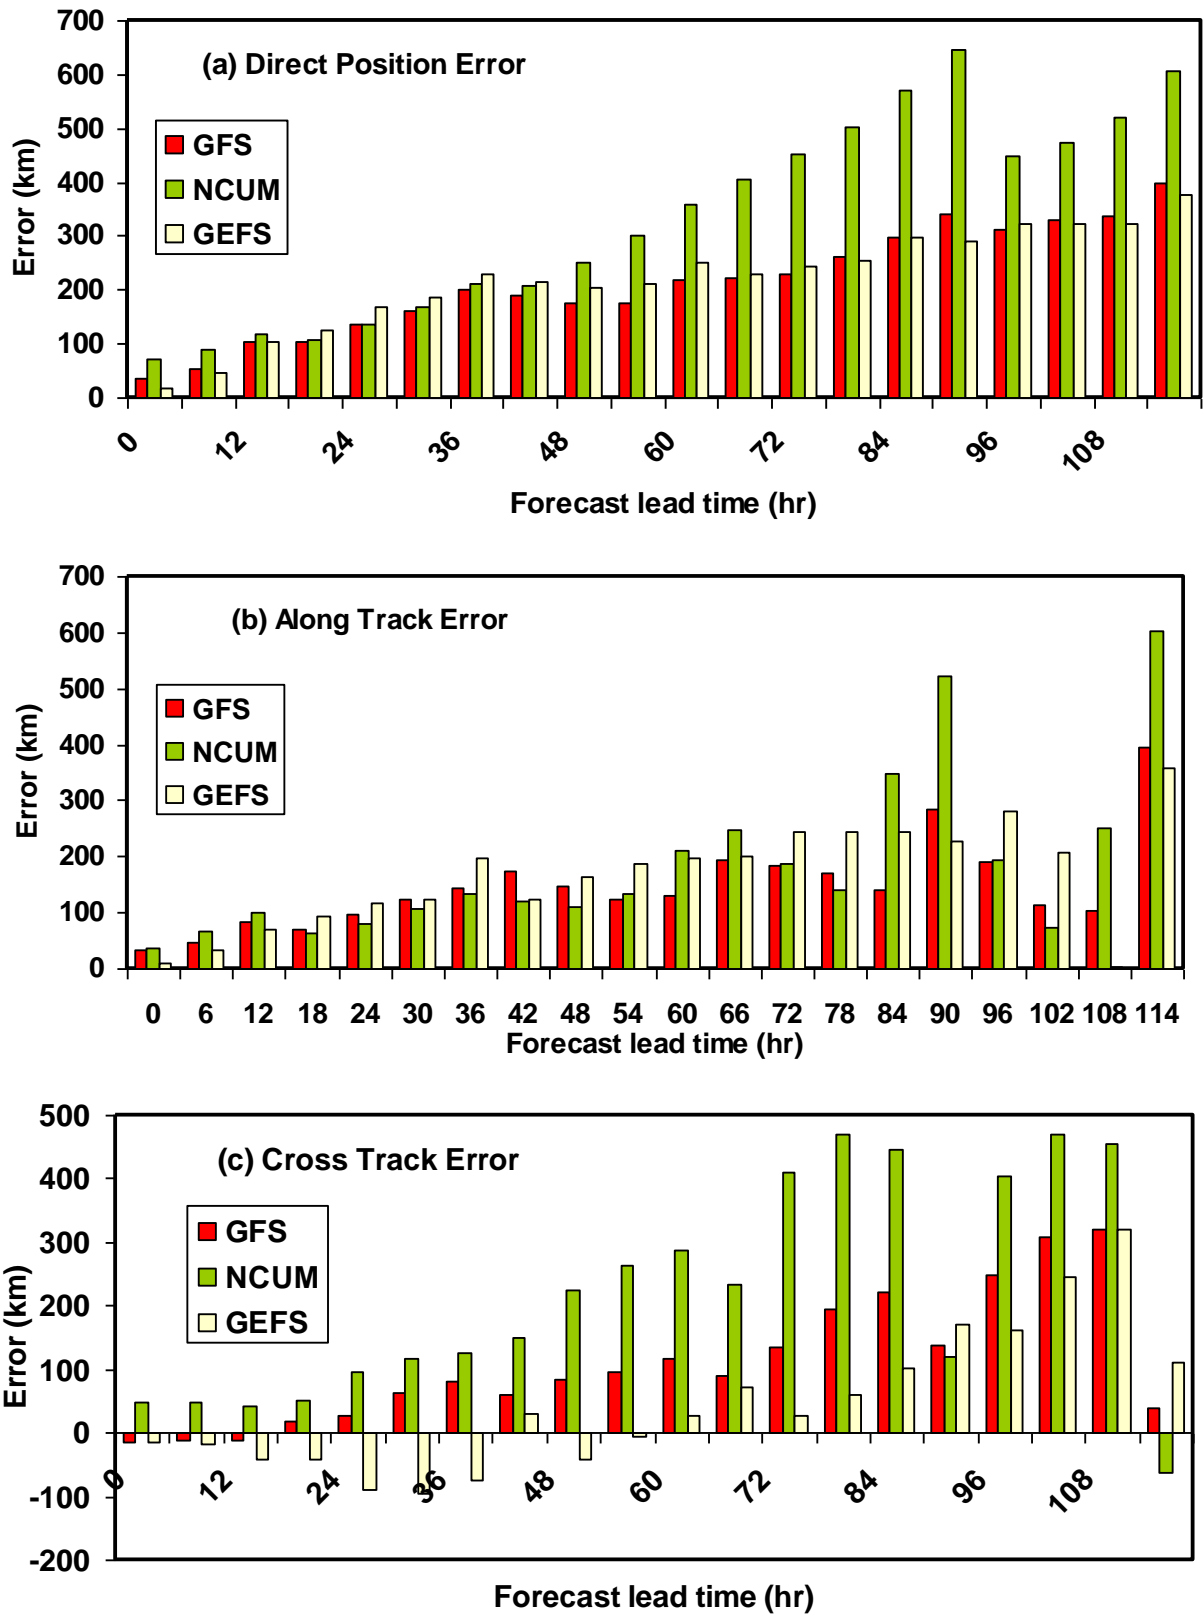 700
(a) Direct Position Error
600
500
GFS
400
NCUM
300
GEFS
200
100
0
Error (km)
0 12 24 36 48 60 72 84 96 108
Forecast lead time (hr)
700
(b) Along Track Error
600
500
GFS
400
NCUM
300
GEFS
200
100
0
Error (km)
0 6 12 18 24 30 36 42 48 54 60 66 72 78 84 90 96 102 108 114
Forecast lead time (hr)
500
(c) Cross Track Error
400
GFS
300
NCUM
200
GEFS
100
0
-100
-200
Error (km)
0 12 24 36 48 60 72 84 96 108
Forecast lead time (hr)